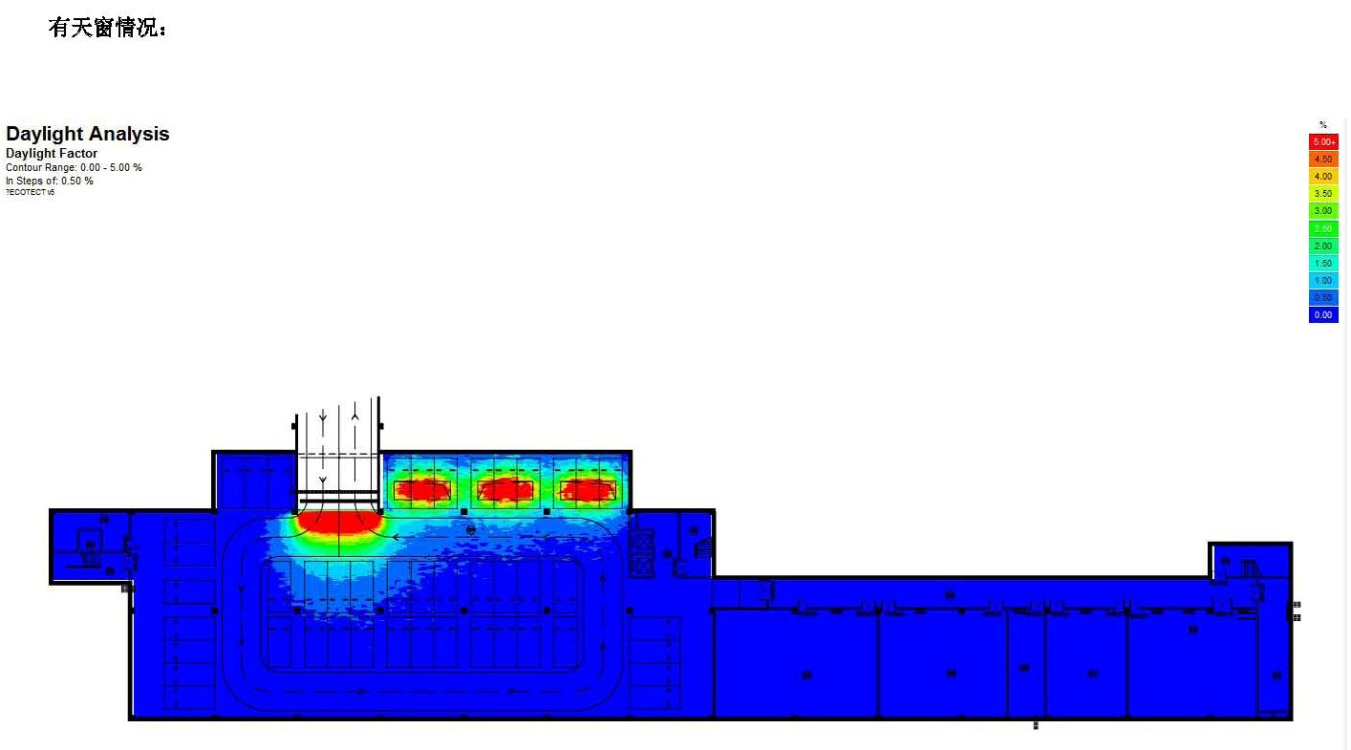 有天窗情况：
Daylight Analysis
Daylight Factor
Contour Range: 0.00 - 5.00 %
In Steps of: 0.50 %
?ECOTECT v5
%
5.00+
4.50
4.00
3.50
3.00
2.50
2.00
1.50
1.00
0.50
0.00